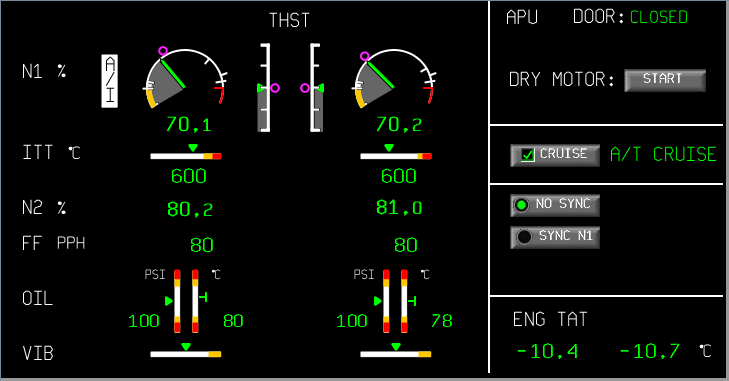 THST
N1 %
A/I
70,1
70,2
ITT °C
600
600
N2 %
80,2
81,0
FF PPH
80
80
PSI
°C
PSI
°C
OIL
100
80
100
78
VIB
APU DOOR: CLOSED
DRY MOTOR: START
CRUISE A/T CRUISE
NO SYNC
SYNC N1
ENG TAT
-10.4 -10.7 °C